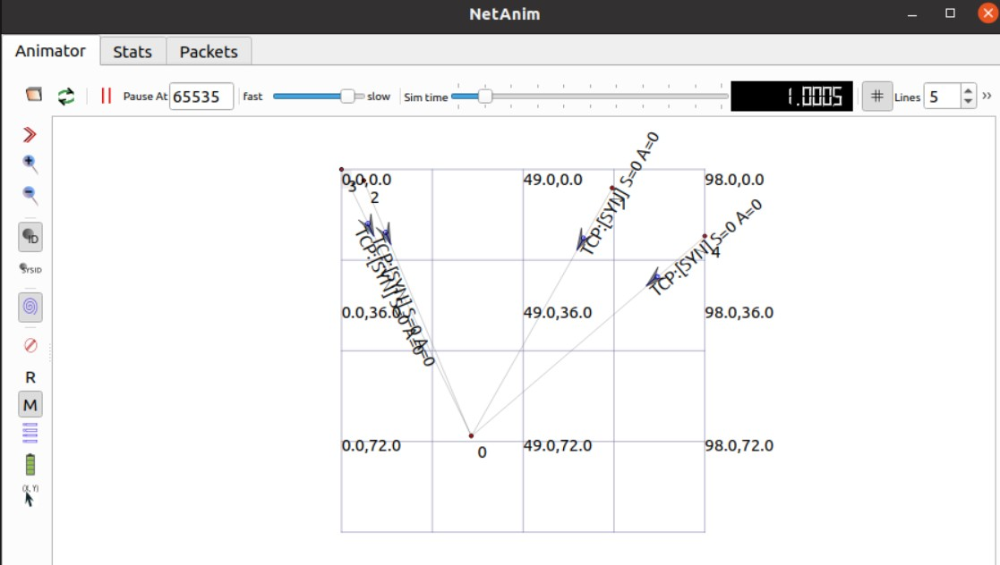 NetAnim
Animator Stats Packets
Pause At 65535 fast slow Sim time 1.0005 # Lines 5 »
ID
SYSID
R
M
(X, Y)
0.0,0.0 49.0,0.0 98.0,0.0
3 2
4
TCP:[SYN] S=0 A=0
TCP:[SYN] S=0 A=0
TCP:[SYN] S=0 A=0
TCP:[SYN] S=0 A=0
0.0,36.0 49.0,36.0 98.0,36.0
0.0,72.0 49.0,72.0 98.0,72.0
0